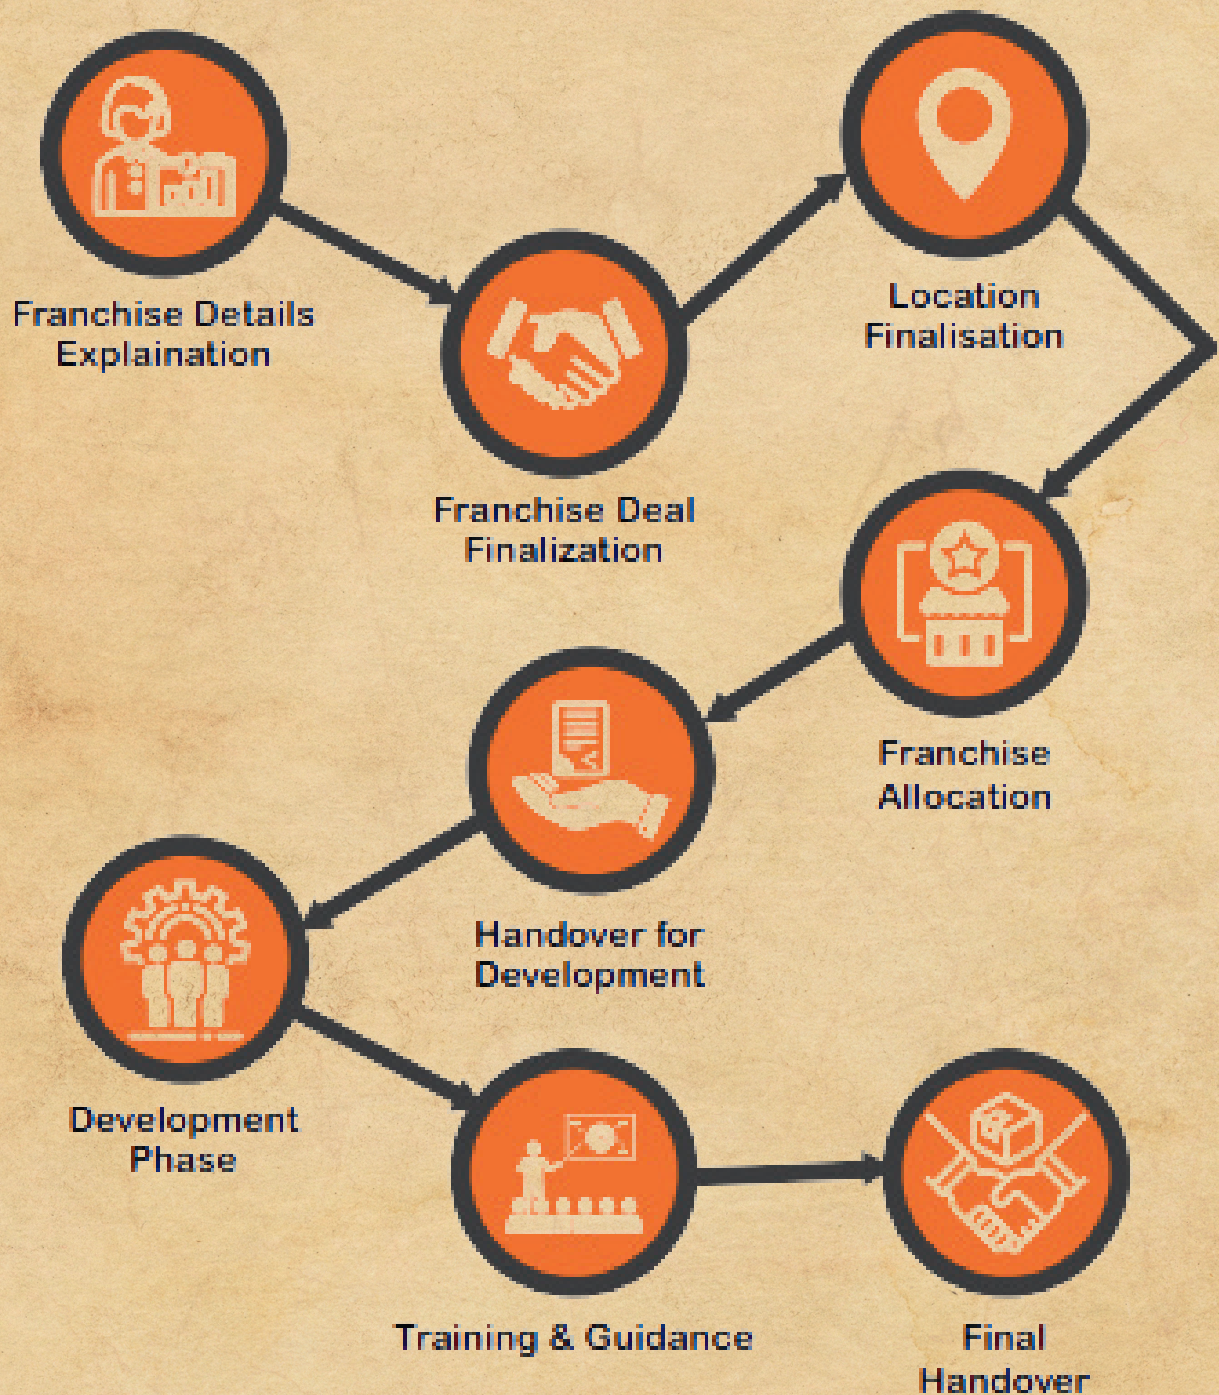 Franchise Details
Explaination
Franchise Deal
Finalization
Location
Finalisation
Franchise
Allocation
Handover for
Development
Development
Phase
Training & Guidance
Final
Handover